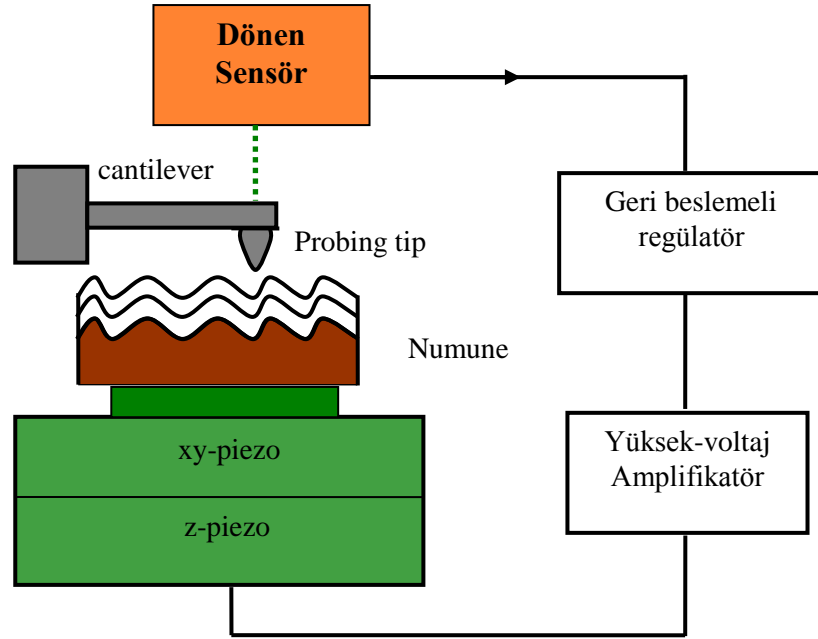 Dönen
Sensör
cantilever
Probing tip
Geri beslemeli
regülatör
Numune
Yüksek-voltaj
Amplifikatör
xy-piezo
z-piezo